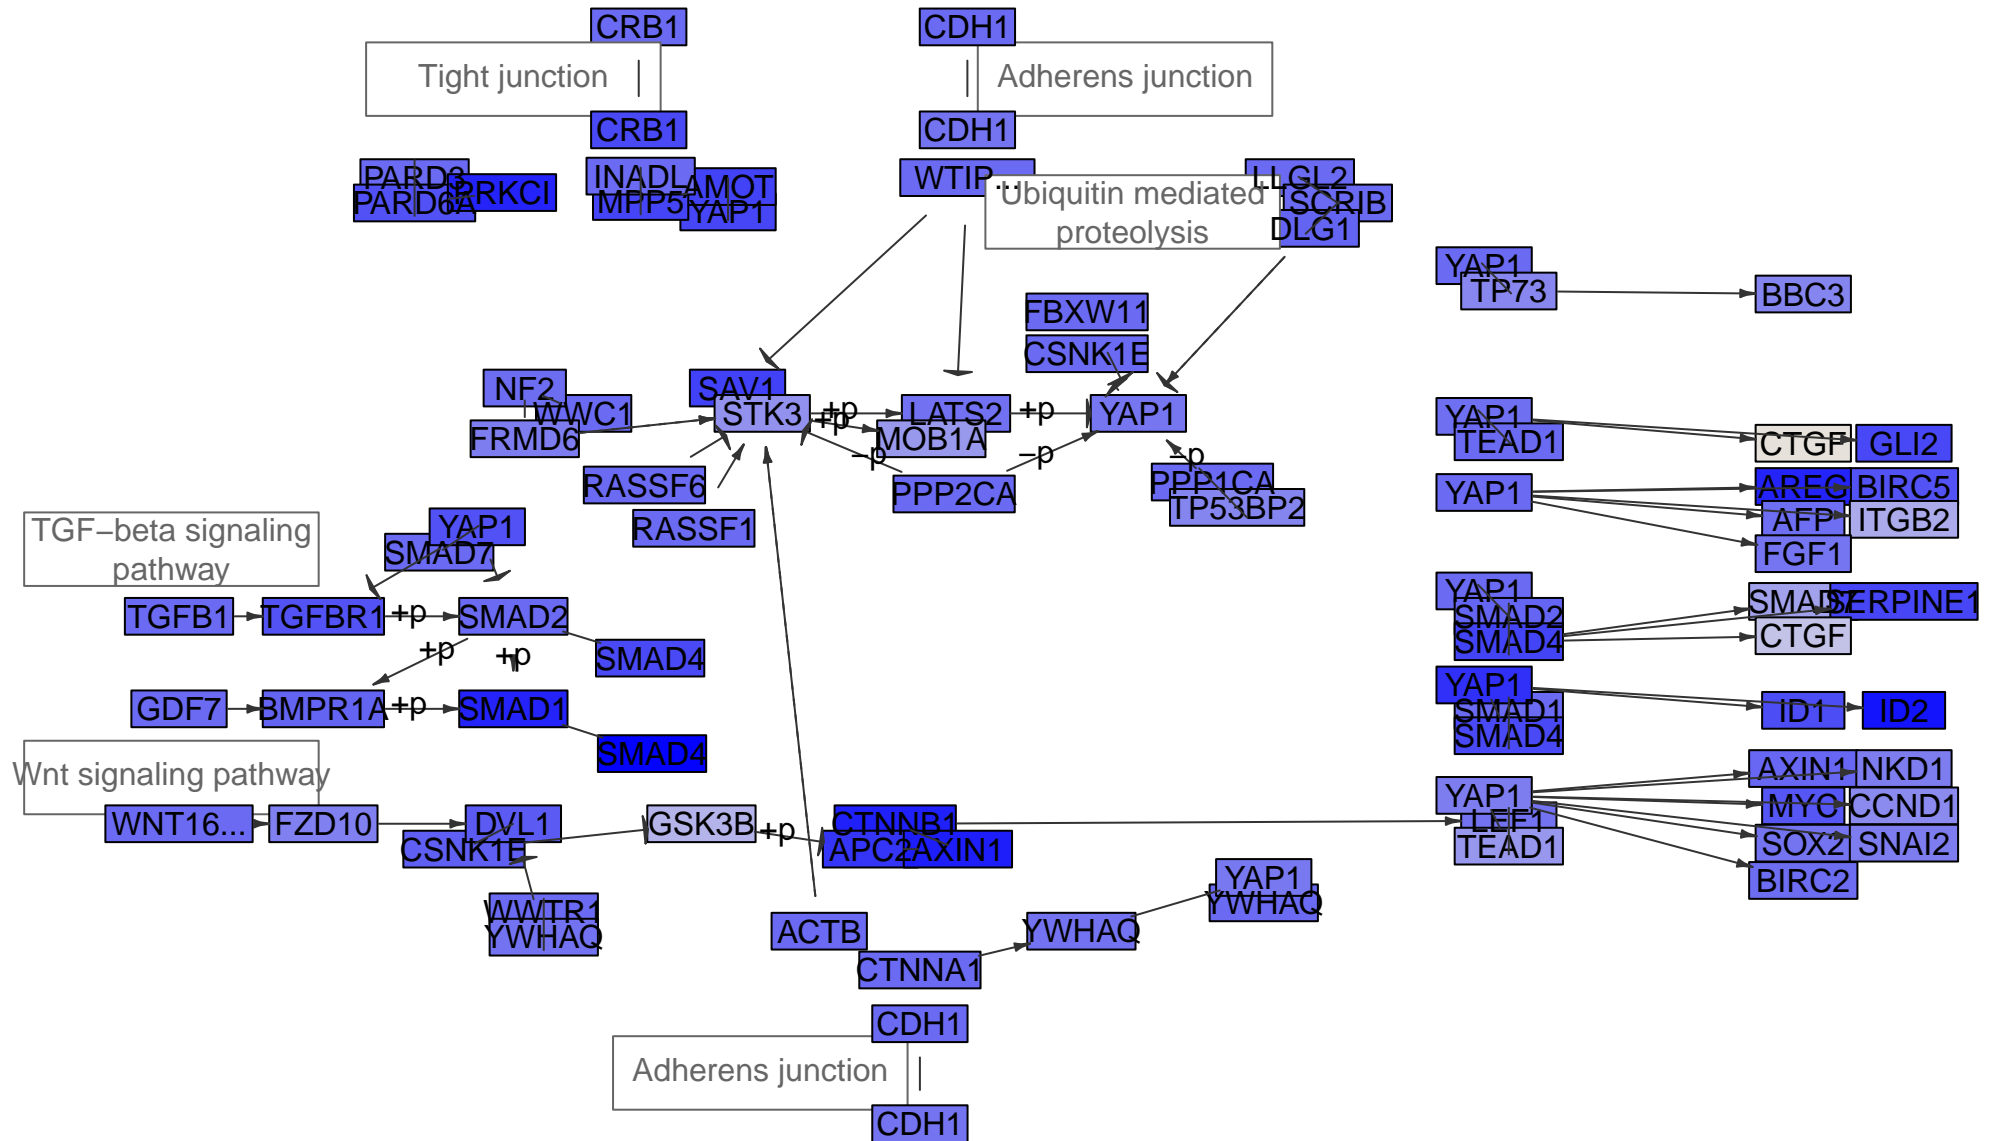 CRB1
CDH1
Tight junction
Adherens junction
CRB1
CDH1
PARD3
PRKCI
PARD6A
INADL
AMOT
MPP5
YAP1
WTIP...
LLGL2
SCRIB
DLG1
Ubiquitin mediated
proteolysis
YAP1
TP73
BBC3
FBXW11
CSNK1E
NF2
WWC1
FRMD6
SAV1
STK3
+p
+p
LATS2
MOB1A
+p
YAP1
–p
–p
–p
RASSF6
RASSF1
PPP2CA
PPP1CA
TP53BP2
YAP1
TEAD1
CTGF
GLI2
YAP1
AREG
BIRC5
AFP
ITGB2
FGF1
TGF–beta signaling
pathway
YAP1
SMAD7
TGFB1
TGFBR1
+p
SMAD2
+p
+p
SMAD4
YAP1
SMAD2
SMAD4
SMAD7
SERPINE1
CTGF
GDF7
BMPR1A
+p
SMAD1
SMAD4
YAP1
SMAD1
SMAD4
ID1
ID2
Wnt signaling pathway
WNT16...
FZD10
DVL1
CSNK1E
GSK3B
+p
CTNNB1
APC2
AXIN1
YAP1
LEF1
TEAD1
AXIN1
NKD1
MYC
CCND1
SOX2
SNAI2
BIRC2
WWTR1
YWHAQ
ACTB
CTNNA1
YWHAQ
YAP1
YWHAQ
CDH1
Adherens junction
CDH1